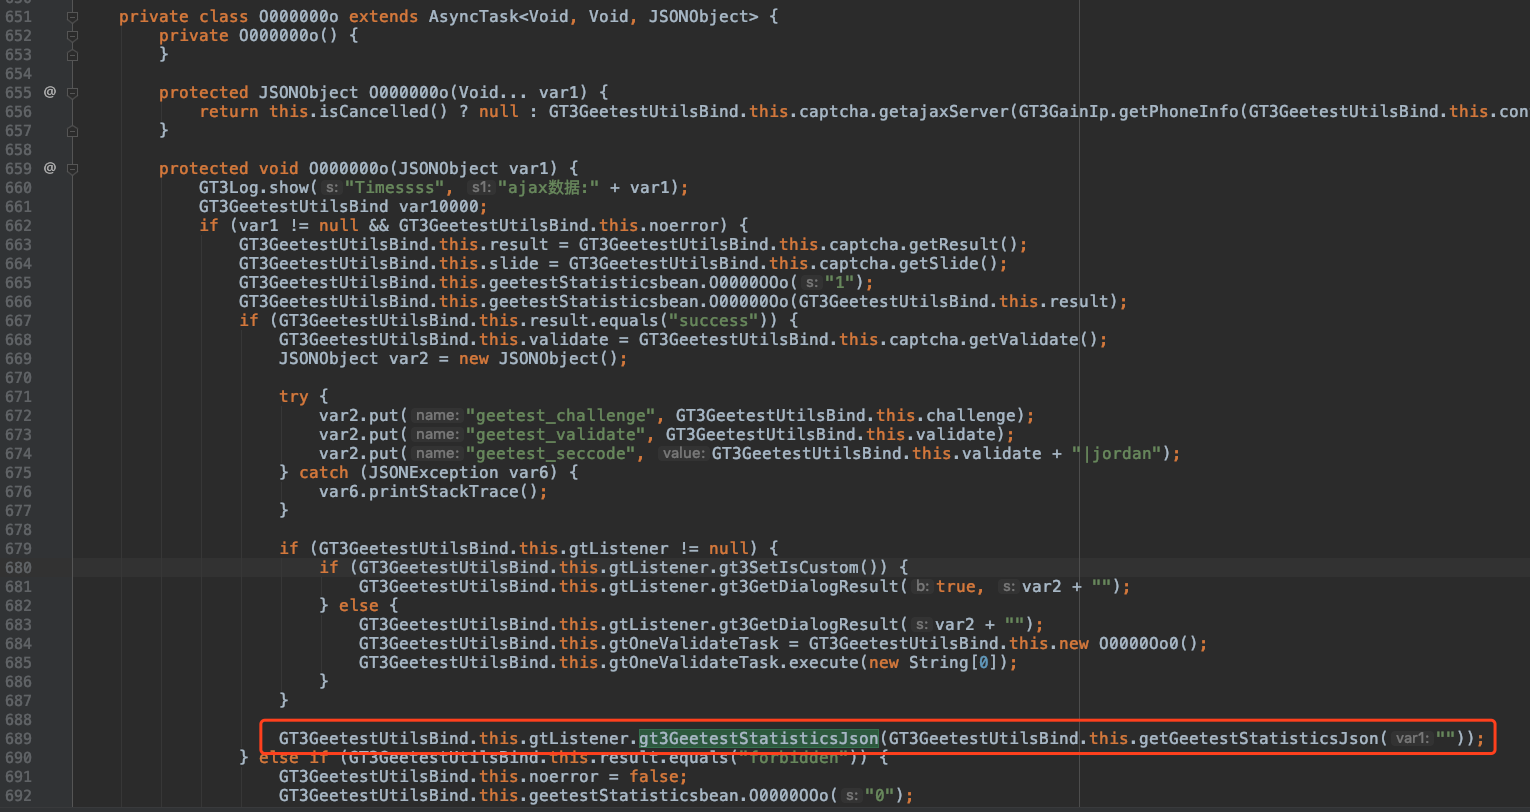 651 private class O000000o extends AsyncTask<Void, Void, JSONObject> {
652 private O000000o() {
653 }
654
655 @ protected JSONObject O000000o(Void... var1) {
656 return this.isCancelled() ? null : GT3GeetestUtilsBind.this.captcha.getajaxServer(GT3GainIp.getPhoneInfo(GT3GeetestUtilsBind.this.con
657 }
658
659 @ protected void O000000o(JSONObject var1) {
660 GT3Log.show( s: "Timessss", s1: "ajax数据:" + var1);
661 GT3GeetestUtilsBind var10000;
662 if (var1 != null && GT3GeetestUtilsBind.this.noerror) {
663 GT3GeetestUtilsBind.this.result = GT3GeetestUtilsBind.this.captcha.getResult();
664 GT3GeetestUtilsBind.this.slide = GT3GeetestUtilsBind.this.captcha.getSlide();
665 GT3GeetestUtilsBind.this.geetestStatisticsbean.O0000OOo( s: "1");
666 GT3GeetestUtilsBind.this.geetestStatisticsbean.O00000Oo(GT3GeetestUtilsBind.this.result);
667 if (GT3GeetestUtilsBind.this.result.equals("success")) {
668 GT3GeetestUtilsBind.this.validate = GT3GeetestUtilsBind.this.captcha.getValidate();
669 JSONObject var2 = new JSONObject();
670
671 try {
672 var2.put( name: "geetest_challenge", GT3GeetestUtilsBind.this.challenge);
673 var2.put( name: "geetest_validate", GT3GeetestUtilsBind.this.validate);
674 var2.put( name: "geetest_seccode", value: GT3GeetestUtilsBind.this.validate + "|jordan");
675 } catch (JSONException var6) {
676 var6.printStackTrace();
677 }
678
679 if (GT3GeetestUtilsBind.this.gtListener != null) {
680 if (GT3GeetestUtilsBind.this.gtListener.gt3SetIsCustom()) {
681 GT3GeetestUtilsBind.this.gtListener.gt3GetDialogResult( b: true, s: var2 + "");
682 } else {
683 GT3GeetestUtilsBind.this.gtListener.gt3GetDialogResult( s: var2 + "");
684 GT3GeetestUtilsBind.this.gtOneValidateTask = GT3GeetestUtilsBind.this.new O0000Oo0();
685 GT3GeetestUtilsBind.this.gtOneValidateTask.execute(new String[0]);
686 }
687 }
688
689 GT3GeetestUtilsBind.this.gtListener.gt3GeetestStatisticsJson(GT3GeetestUtilsBind.this.getGeetestStatisticsJson( var1: ""));
690 } else if (GT3GeetestUtilsBind.this.result.equals("forbidden")) {
691 GT3GeetestUtilsBind.this.noerror = false;
692 GT3GeetestUtilsBind.this.geetestStatisticsbean.O0000OOo( s: "0");